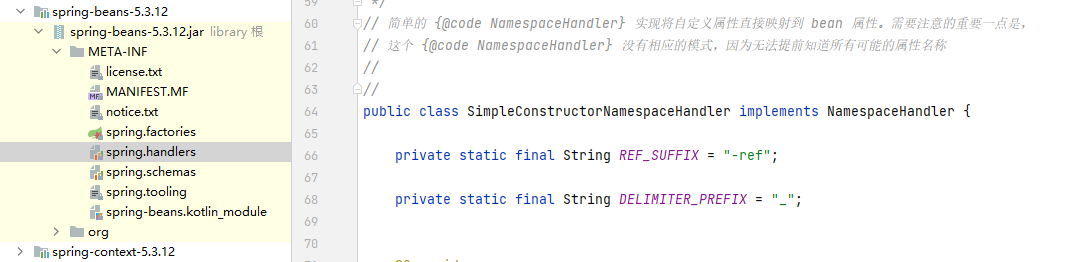 spring-beans-5.3.12
spring-beans-5.3.12.jar library 根
META-INF
license.txt
MANIFEST.MF
notice.txt
spring.factories
spring.handlers
spring.schemas
spring.tooling
spring-beans.kotlin_module
org
spring-context-5.3.12
59 */
60 // 简单的 {@code NamespaceHandler} 实现将自定义属性直接映射到 bean 属性。需要注意的重要一点是，
61 // 这个 {@code NamespaceHandler} 没有相应的模式，因为无法提前知道所有可能的属性名称
62 //
63 //
64 public class SimpleConstructorNamespaceHandler implements NamespaceHandler {
65
66 private static final String REF_SUFFIX = "-ref";
67
68 private static final String DELIMITER_PREFIX = "_";
69
70